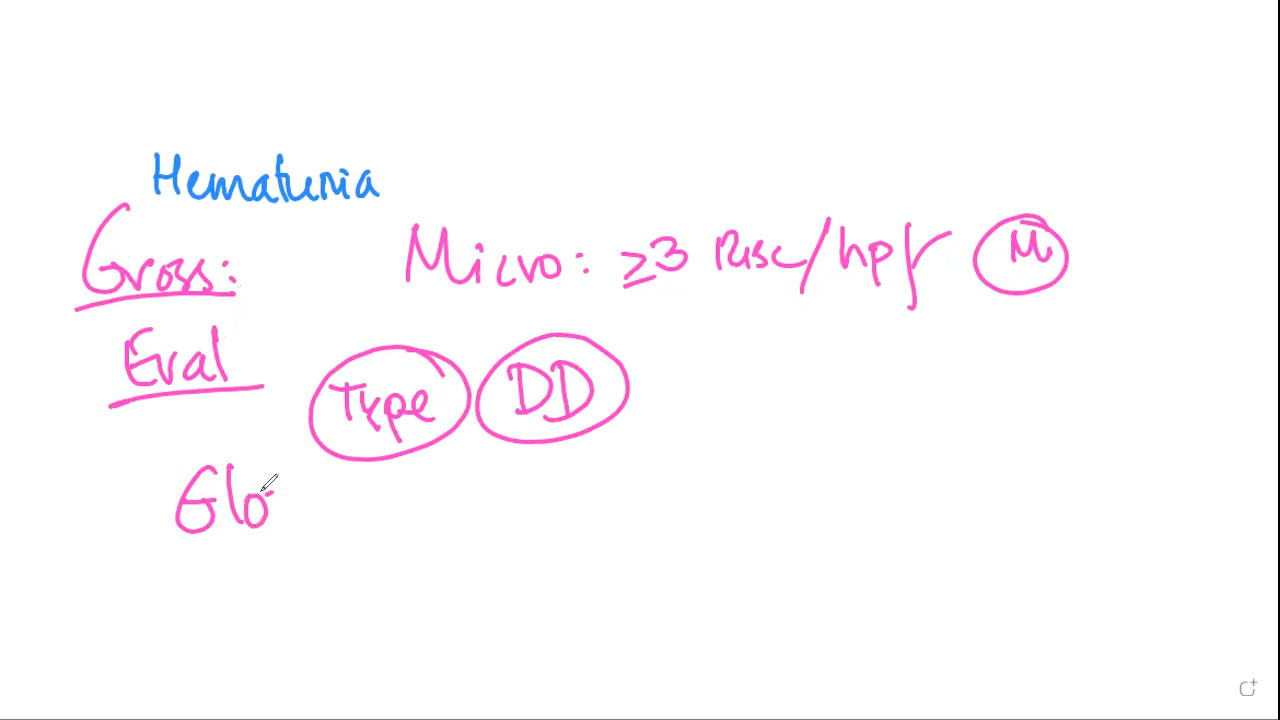 Hematuria
Gross:
Micro: ≥3 RBC/hpf M
Eval
Type DD
Glo